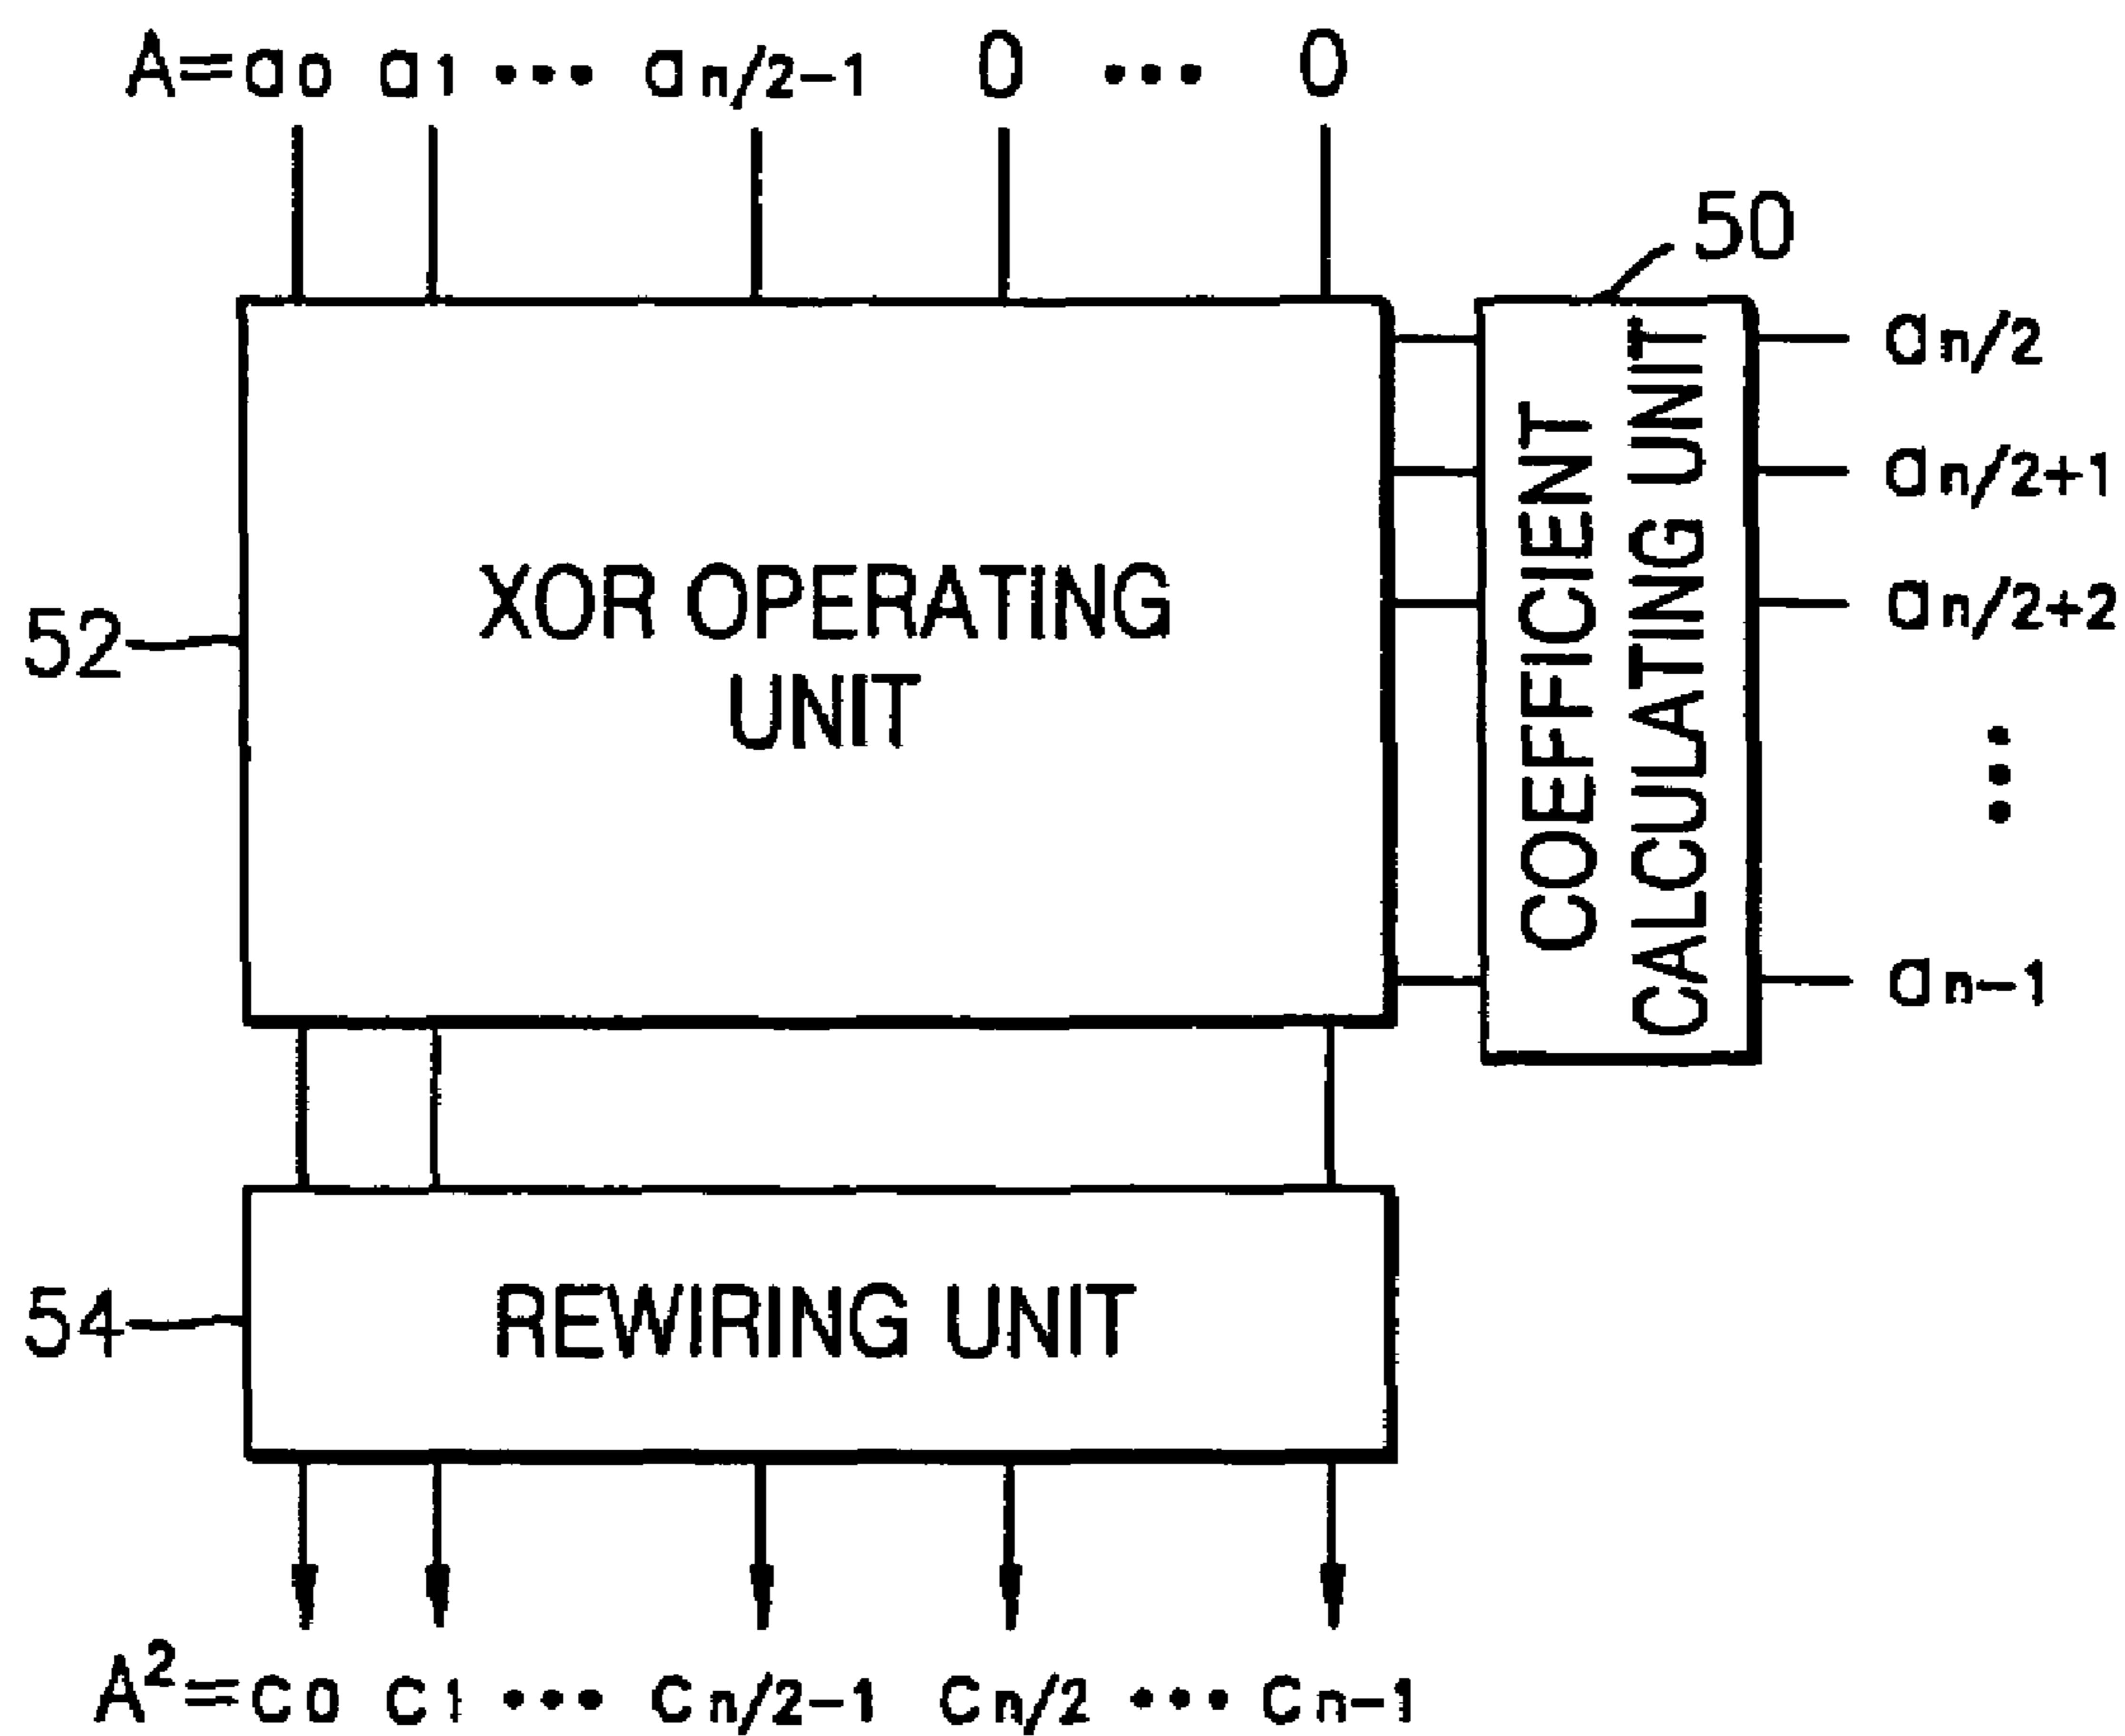 A=a₀ a₁ ••• aₙ/₂₋₁ 0 ••• 0
50
aₙ/₂
aₙ/₂₊₁
aₙ/₂₊₂
aₙ₋₁
COEFFICIENT
CALCULATING UNIT
XOR OPERATING
UNIT
52
54
REWIRING UNIT
A²=c₀ c₁ ••• cₙ/₂₋₁ cₙ/₂ ••• cₙ₋₁